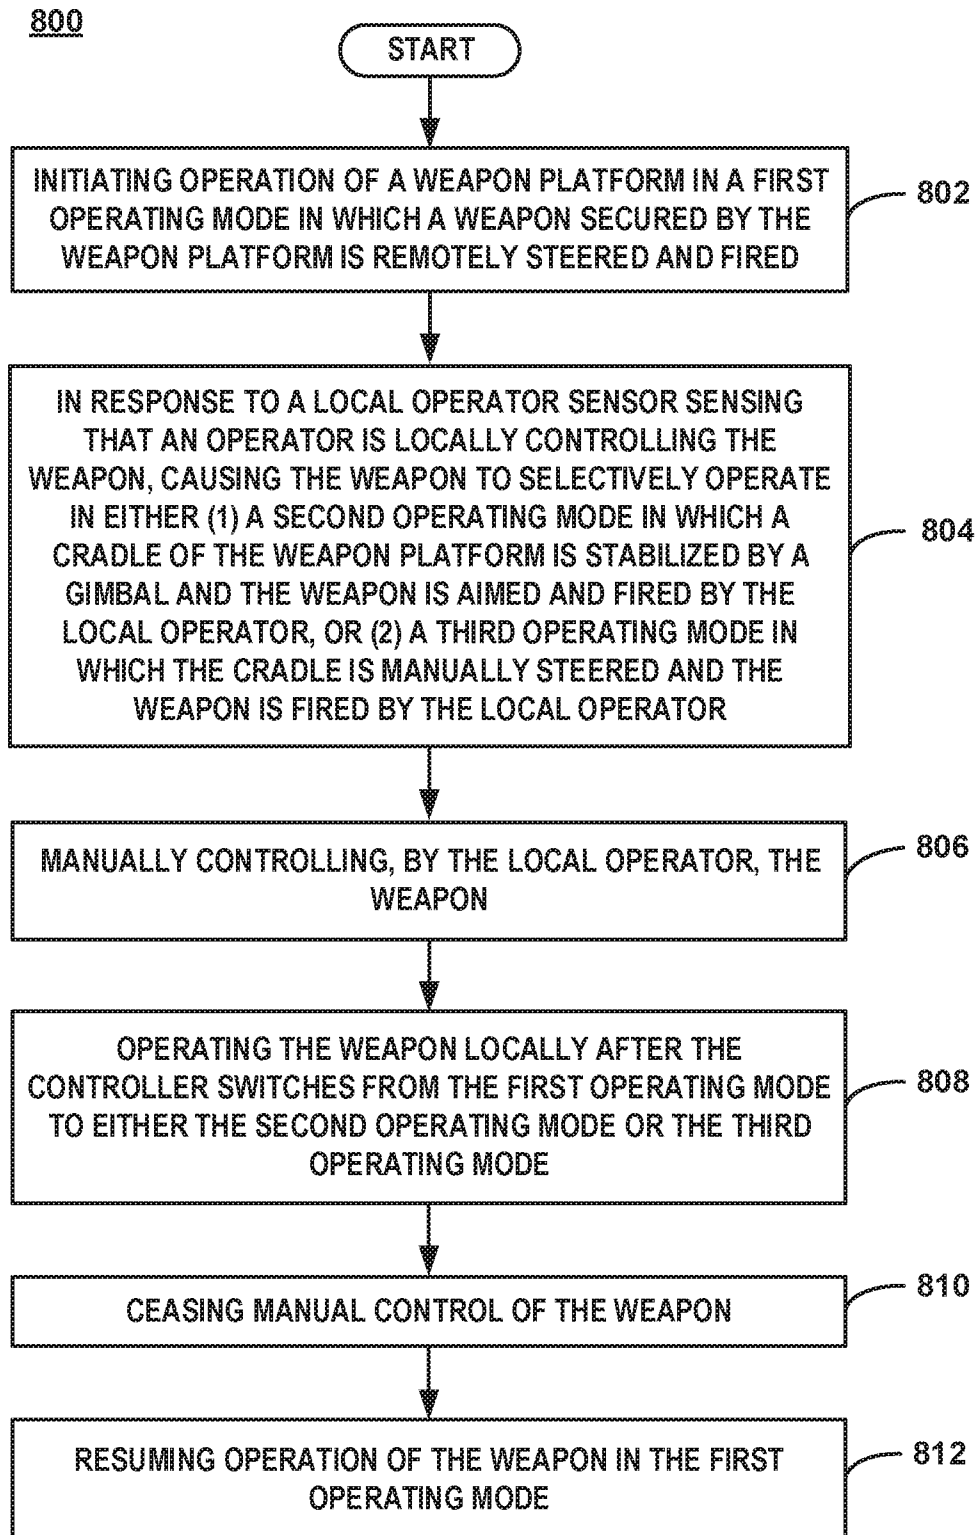 800
START
INITIATING OPERATION OF A WEAPON PLATFORM IN A FIRST
OPERATING MODE IN WHICH A WEAPON SECURED BY THE
WEAPON PLATFORM IS REMOTELY STEERED AND FIRED
802
IN RESPONSE TO A LOCAL OPERATOR SENSOR SENSING
THAT AN OPERATOR IS LOCALLY CONTROLLING THE
WEAPON, CAUSING THE WEAPON TO SELECTIVELY OPERATE
IN EITHER (1) A SECOND OPERATING MODE IN WHICH A
CRADLE OF THE WEAPON PLATFORM IS STABILIZED BY A
GIMBAL AND THE WEAPON IS AIMED AND FIRED BY THE
LOCAL OPERATOR, OR (2) A THIRD OPERATING MODE IN
WHICH THE CRADLE IS MANUALLY STEERED AND THE
WEAPON IS FIRED BY THE LOCAL OPERATOR
804
MANUALLY CONTROLLING, BY THE LOCAL OPERATOR, THE
WEAPON
806
OPERATING THE WEAPON LOCALLY AFTER THE
CONTROLLER SWITCHES FROM THE FIRST OPERATING MODE
TO EITHER THE SECOND OPERATING MODE OR THE THIRD
OPERATING MODE
808
CEASING MANUAL CONTROL OF THE WEAPON
810
RESUMING OPERATION OF THE WEAPON IN THE FIRST
OPERATING MODE
812